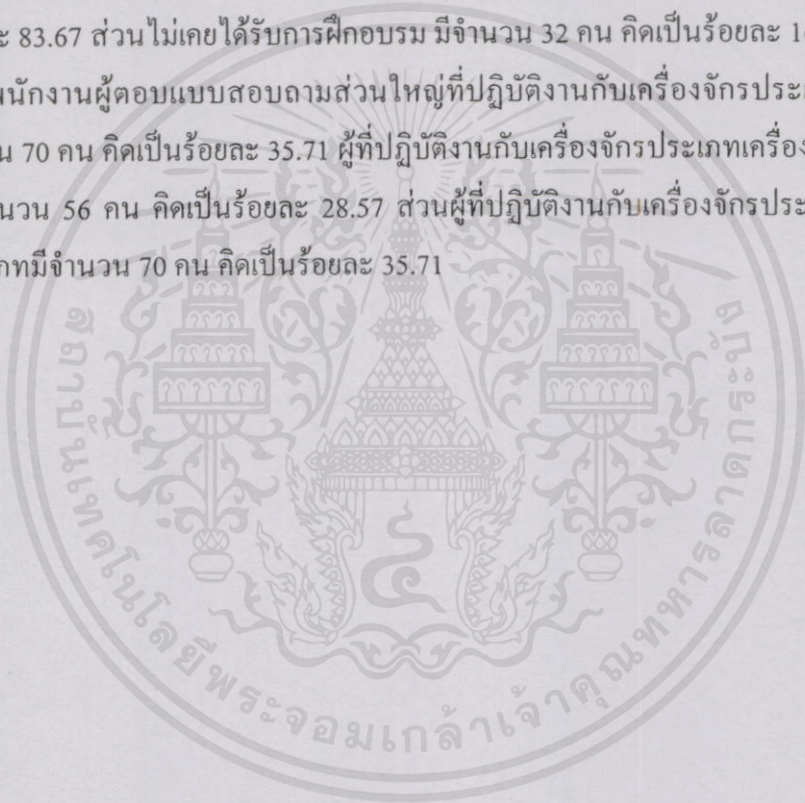 ะ 83.67 ส่วนไม่เคยได้รับการฝึกอบรม มีจำนวน 32 คน คิดเป็นร้อยละ 1
พนักงานผู้ตอบแบบสอบถามส่วนใหญ่ที่ปฏิบัติงานกับเครื่องจักรประเ
น 70 คน คิดเป็นร้อยละ 35.71 ผู้ที่ปฏิบัติงานกับเครื่องจักรประเภทเครื่อง
นวน 56 คน คิดเป็นร้อยละ 28.57 ส่วนผู้ที่ปฏิบัติงานกับเครื่องจักรประ
ภทมีจำนวน 70 คน คิดเป็นร้อยละ 35.71
สถาบันเทคโนโลยีพระจอมเกล้าเจ้าคุณทหารลาดกระบัง